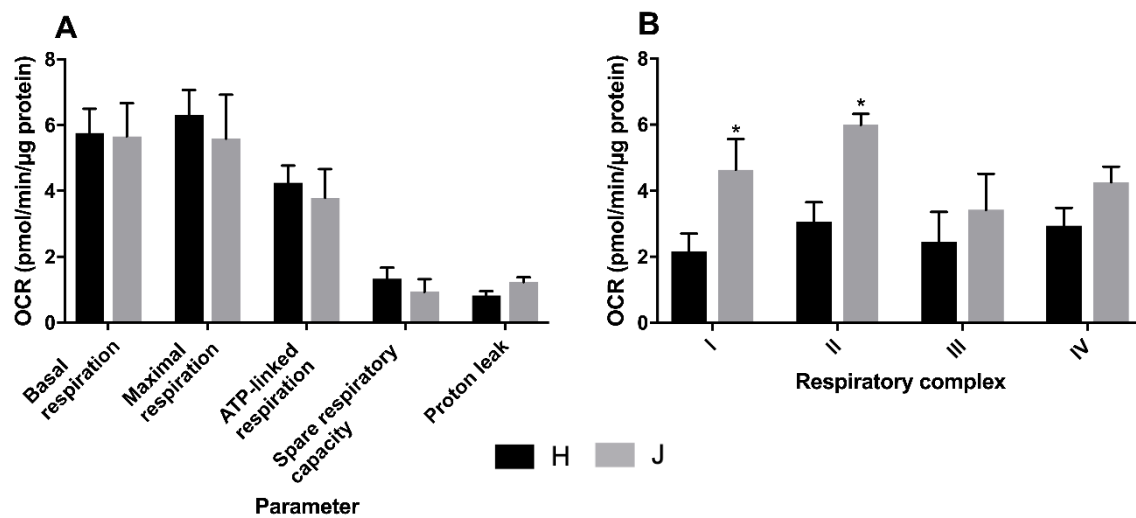 A
OCR (pmol/min/µg protein)
8
6
4
2
0
Basal
respiration
Maximal
respiration
ATP-linked
respiration
Spare respiratory
capacity
Proton leak
Parameter
B
OCR (pmol/min/µg protein)
8
6
4
2
0
*
*
I
II
III
IV
Respiratory complex
H
J